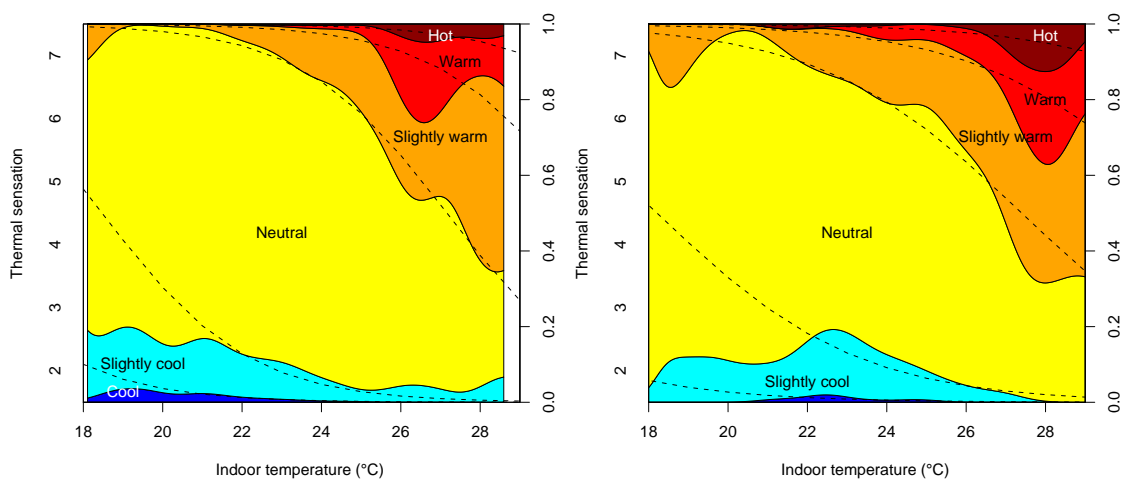 Thermal sensation
7
6
5
4
3
2
Hot
Warm
Slightly warm
Neutral
Slightly cool
Cool
1.0
0.8
0.6
0.4
0.2
0.0
18 20 22 24 26 28
Indoor temperature (°C)
Thermal sensation
7
6
5
4
3
2
Hot
Warm
Slightly warm
Neutral
Slightly cool
1.0
0.8
0.6
0.4
0.2
0.0
18 20 22 24 26 28
Indoor temperature (°C)